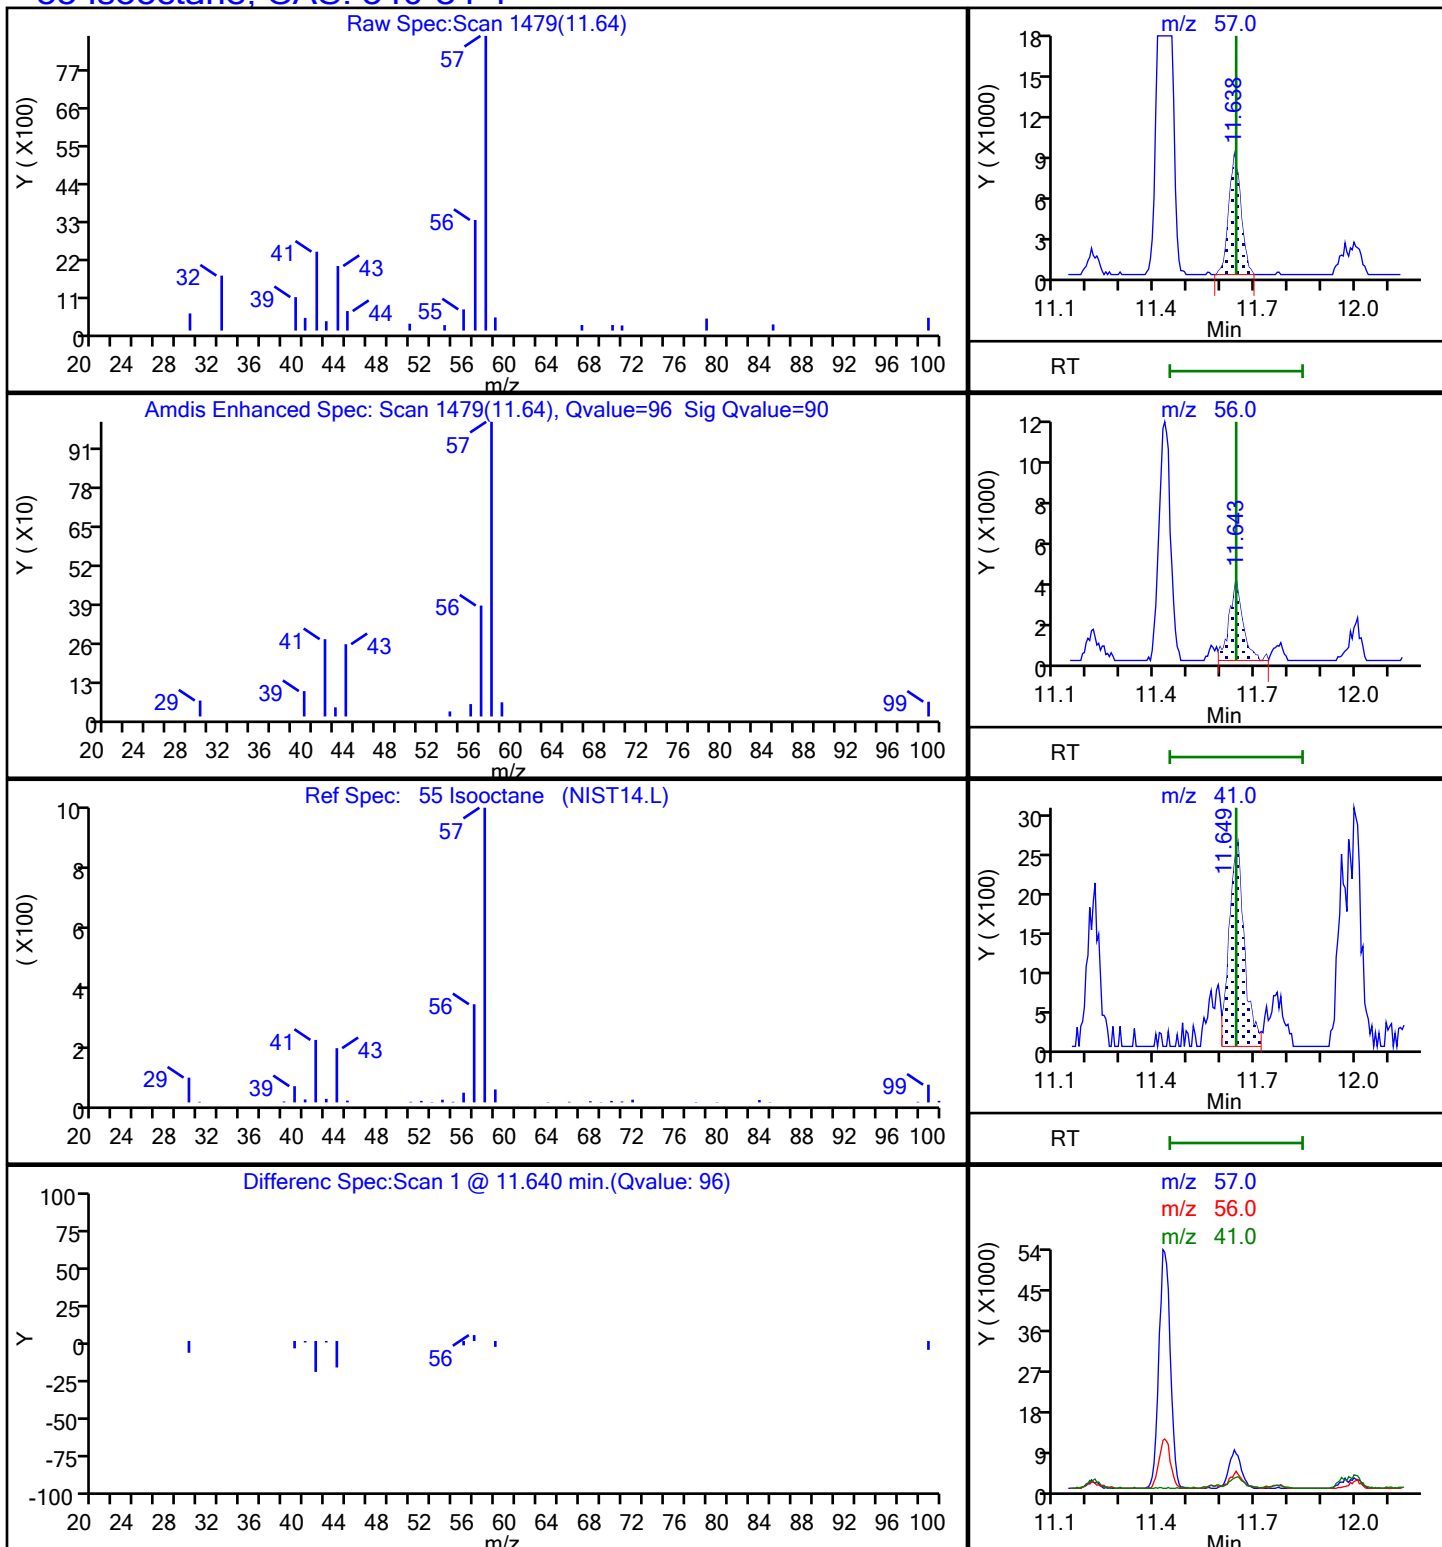 Raw Spec:Scan 1479(11.64)
Y ( X100)
77
66
55
44
33
22
11
0
57
56
41
43
32
39
44
55
20 24 28 32 36 40 44 48 52 56 60 64 68 72 76 80 84 88 92 96 100
m/z
m/z 57.0
Y ( X1000)
18
15
12
9
6
3
0
11.638
11.1 11.4 11.7 12.0
Min
RT
Amdis Enhanced Spec: Scan 1479(11.64), Qvalue=96 Sig Qvalue=90
Y ( X10)
91
78
65
52
39
26
13
0
57
56
41
43
39
29
99
20 24 28 32 36 40 44 48 52 56 60 64 68 72 76 80 84 88 92 96 100
m/z
m/z 56.0
Y ( X1000)
12
10
8
6
4
2
0
11.643
11.1 11.4 11.7 12.0
Min
RT
Ref Spec: 55 Isooctane (NIST14.L)
( X100)
10
8
6
4
2
0
57
56
41
43
29
39
99
20 24 28 32 36 40 44 48 52 56 60 64 68 72 76 80 84 88 92 96 100
m/z 41.0
Y ( X100)
30
25
20
15
10
5
0
11.649
11.1 11.4 11.7 12.0
Min
RT
Differenc Spec:Scan 1 @ 11.640 min.(Qvalue: 96)
Y
100
75
50
25
0
-25
-50
-75
-100
56
20 24 28 32 36 40 44 48 52 56 60 64 68 72 76 80 84 88 92 96 100
m/z
m/z 57.0
m/z 56.0
m/z 41.0
Y ( X1000)
54
45
36
27
18
9
0
11.1 11.4 11.7 12.0
Min